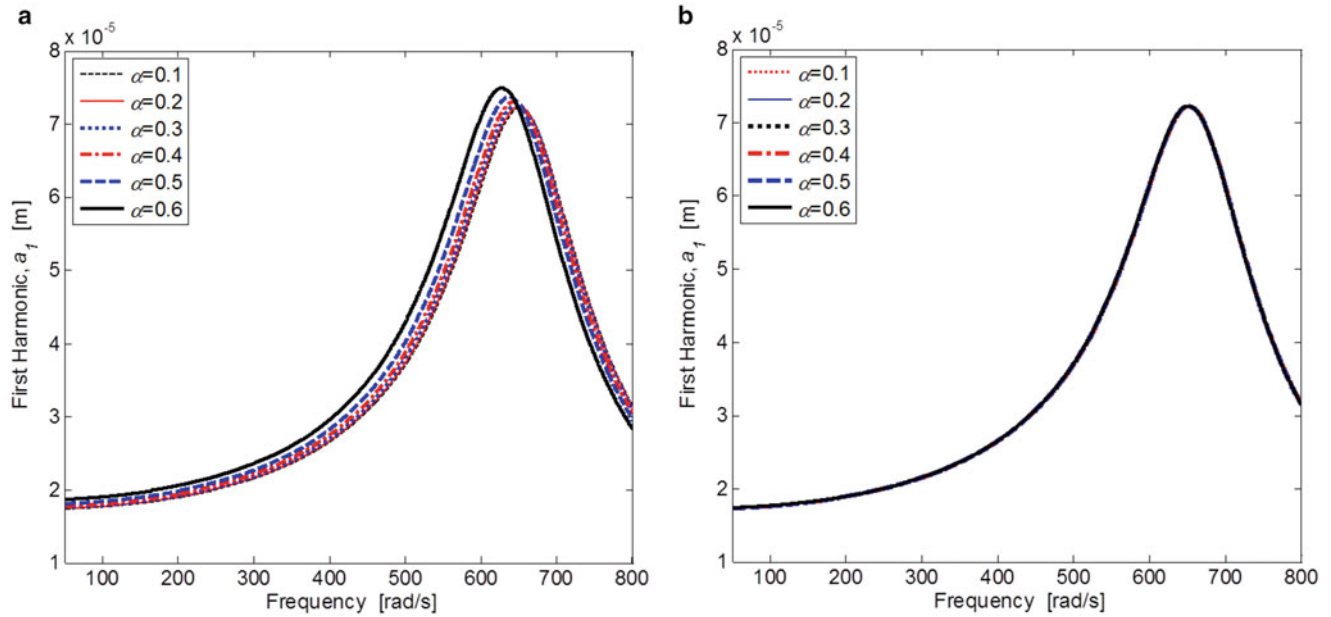 a
x 10⁻⁵
8
7
6
5
4
3
2
1
First Harmonic, a₁ [m]
α=0.1
α=0.2
α=0.3
α=0.4
α=0.5
α=0.6
100 200 300 400 500 600 700 800
Frequency [rad/s]
b
x 10⁻⁵
8
7
6
5
4
3
2
1
First Harmonic, a₁ [m]
α=0.1
α=0.2
α=0.3
α=0.4
α=0.5
α=0.6
100 200 300 400 500 600 700 800
Frequency [rad/s]